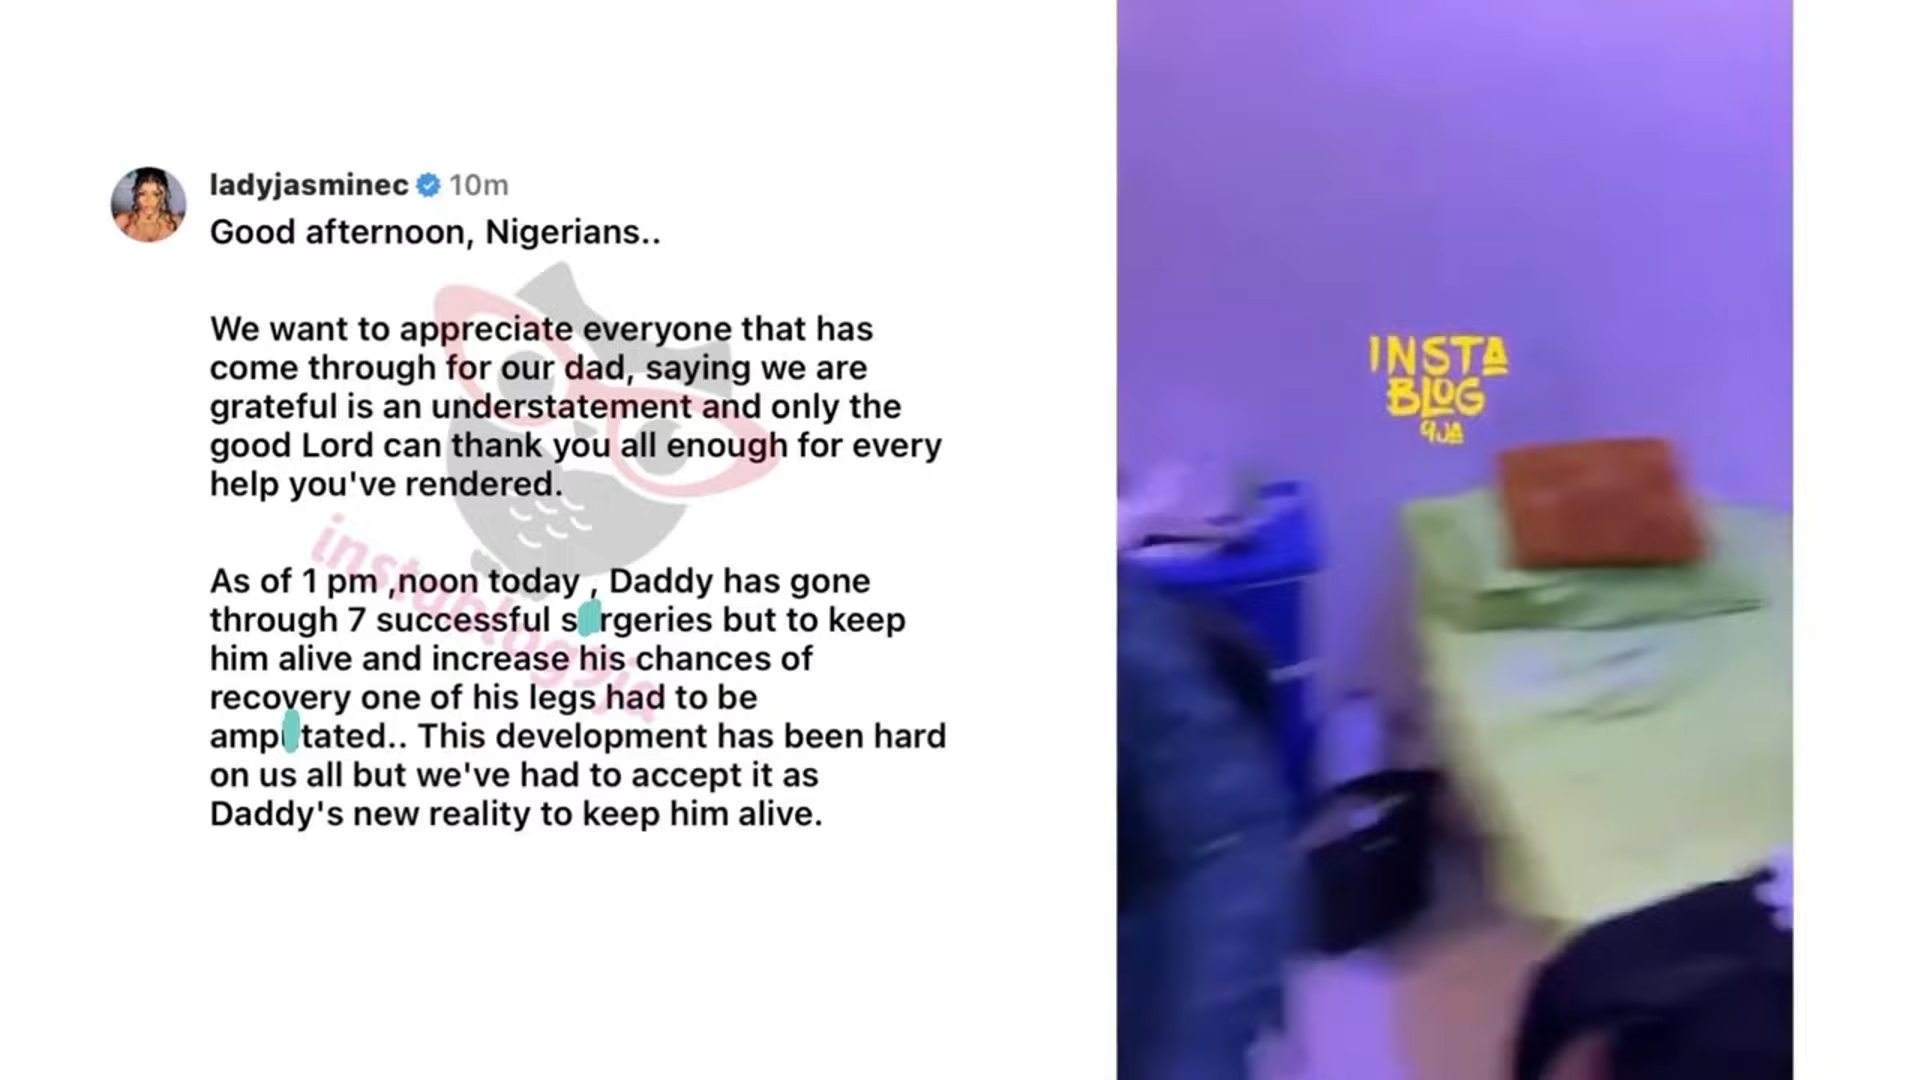 ladyjasminec 10m
Good afternoon, Nigerians..
We want to appreciate everyone that has
come through for our dad, saying we are
grateful is an understatement and only the
good Lord can thank you all enough for every
help you've rendered.
As of 1 pm ,noon today , Daddy has gone
through 7 successful s rgeries but to keep
him alive and increase his chances of
recovery one of his legs had to be
amp tated.. This development has been hard
on us all but we've had to accept it as
Daddy's new reality to keep him alive.
instablog9ja
INSTA
BLOG
9JA